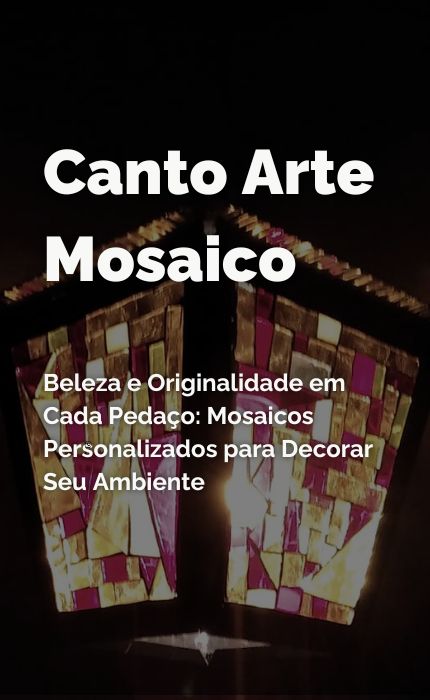 Canto Arte
Mosaico
Beleza e Originalidade em
Cada Pedaço: Mosaicos
Personalizados para Decorar
Seu Ambiente